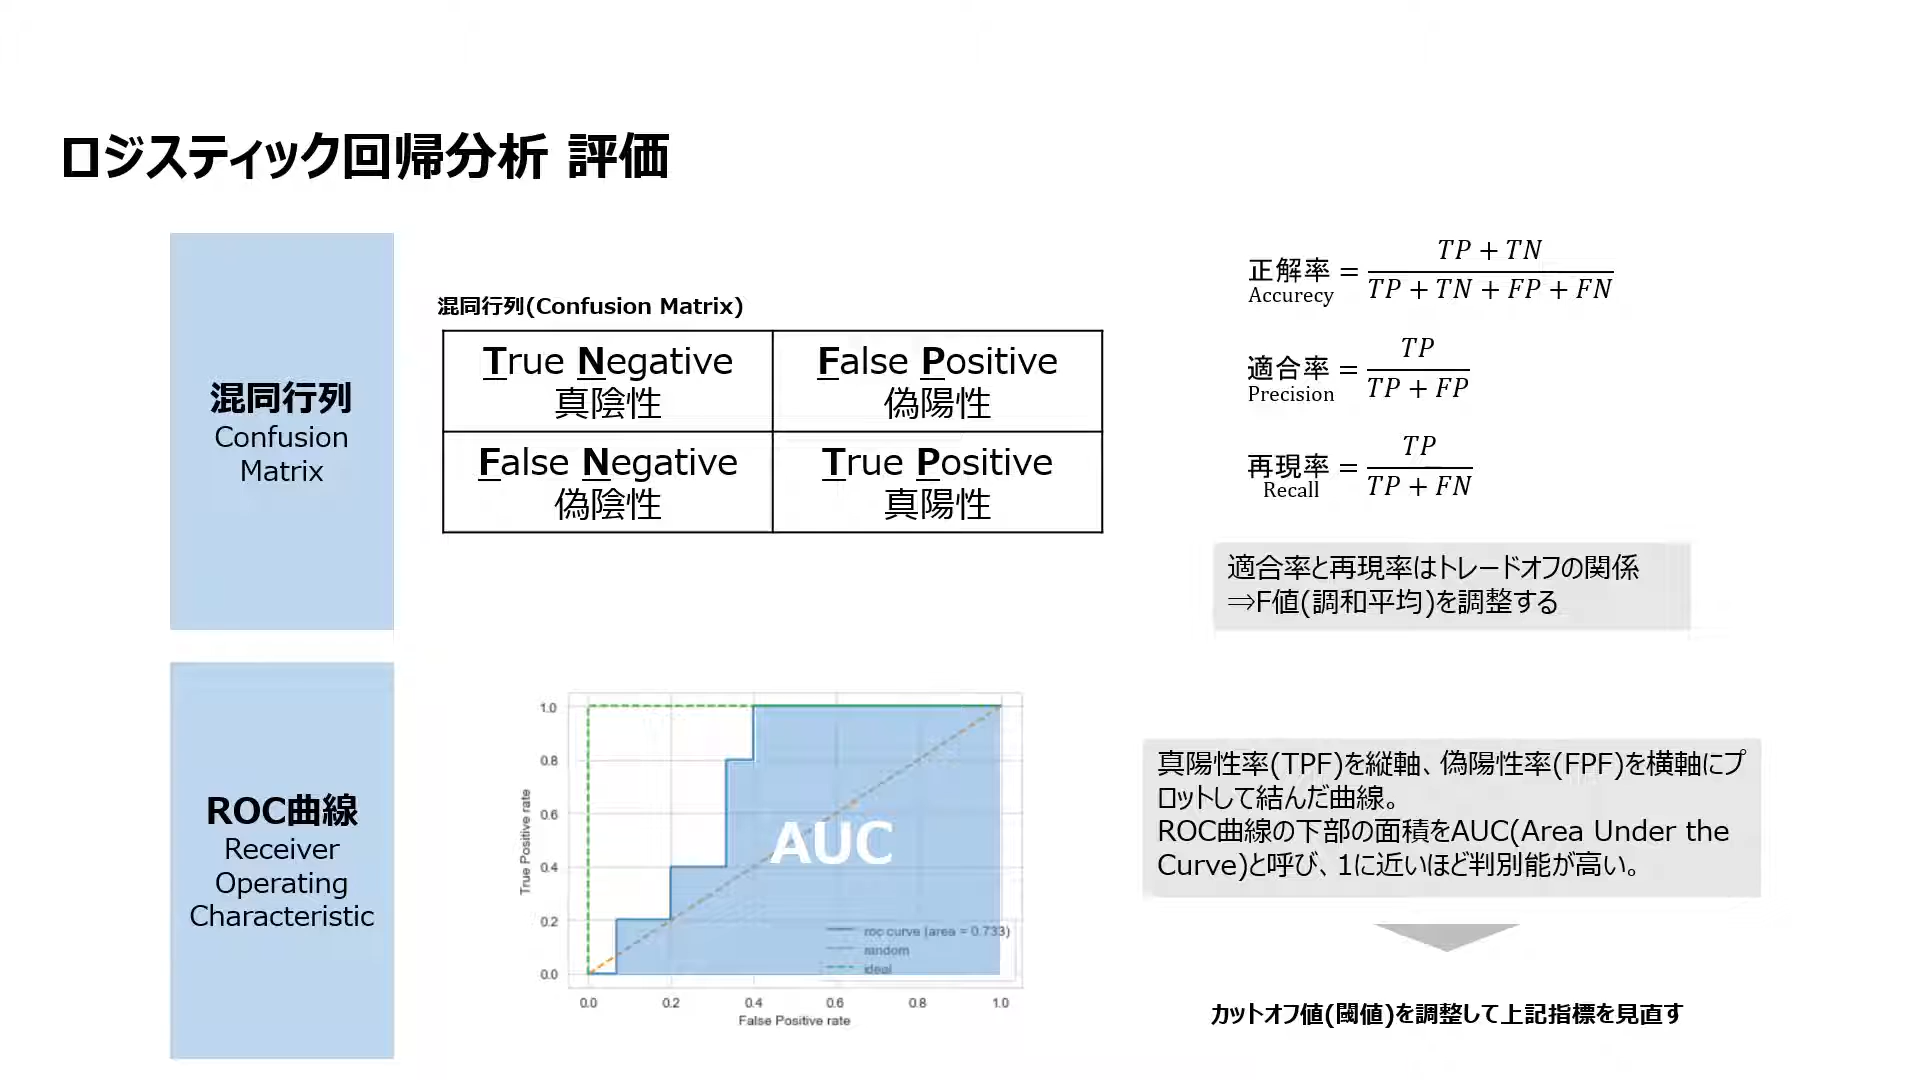 ロジスティック回帰分析 評価
混同行列
Confusion
Matrix
混同行列(Confusion Matrix)
True Negative
真陰性
False Positive
偽陽性
False Negative
偽陰性
True Positive
真陽性
正解率 = TP + TN / TP + TN + FP + FN
Accurecy
適合率 = TP / TP + FP
Precision
再現率 = TP / TP + FN
Recall
適合率と再現率はトレードオフの関係
⇒F値(調和平均)を調整する
ROC曲線
Receiver
Operating
Characteristic
True Positive rate
1.0
0.8
0.6
0.4
0.2
0.0
AUC
roc curve (area = 0.733)
random
ideal
0.0 0.2 0.4 0.6 0.8 1.0
False Positive rate
真陽性率(TPF)を縦軸、偽陽性率(FPF)を横軸にプ
ロットして結んだ曲線。
ROC曲線の下部の面積をAUC(Area Under the
Curve)と呼び、1に近いほど判別能が高い。
カットオフ値(閾値)を調整して上記指標を見直す